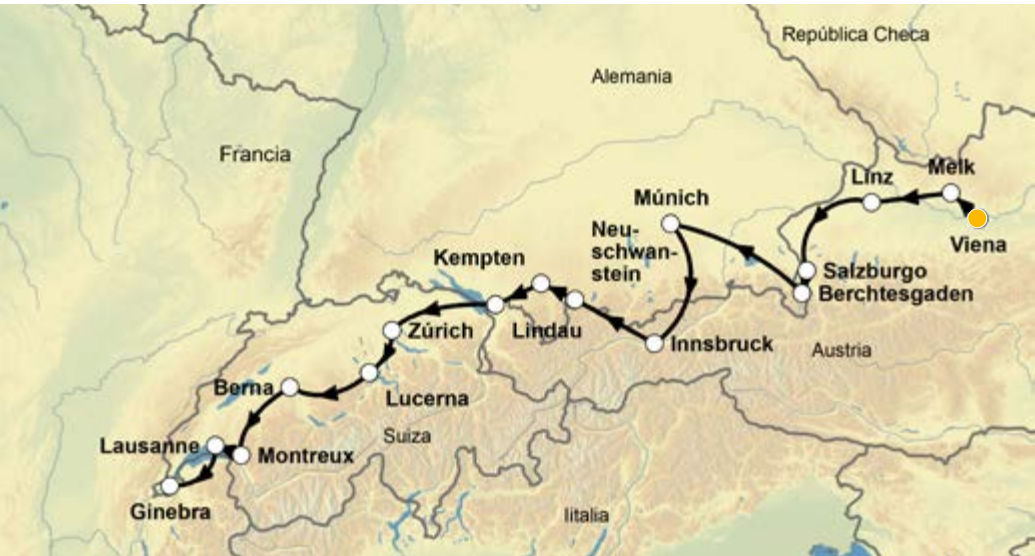 República Checa
Alemania
Francia
Melk
Linz
Múnich
Neu-
schwan-
stein
Viena
Kempten
Salzburgo
Berchtesgaden
Zúrich
Lindau
Innsbruck
Austria
Berna
Lucerna
Suiza
Lausanne
Montreux
Ginebra
Iitalia